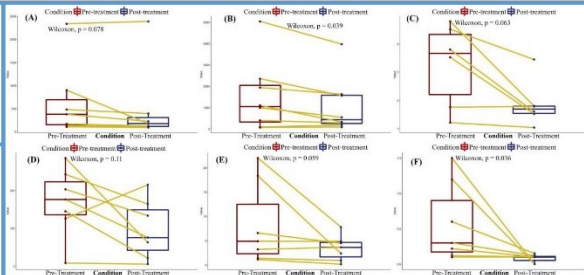 Condition Pre-treatment Post-Treatment
(A)
Wilcoxon, p = 0.078
Pre-Treatment Condition Post-Treatment
Condition Pre-treatment Post-Treatment
(B)
Wilcoxon, p = 0.039
Pre-Treatment Condition Post-Treatment
Condition Pre-treatment Post-Treatment
(C)
Wilcoxon, p = 0.063
Pre-Treatment Condition Post-Treatment
Condition Pre-treatment Post-Treatment
(D)
Wilcoxon, p = 0.11
Pre-Treatment Condition Post-Treatment
Condition Pre-treatment Post-Treatment
(E)
Wilcoxon, p = 0.059
Pre-Treatment Condition Post-Treatment
Condition Pre-treatment Post-Treatment
(F)
Wilcoxon, p = 0.036
Pre-Treatment Condition Post-Treatment